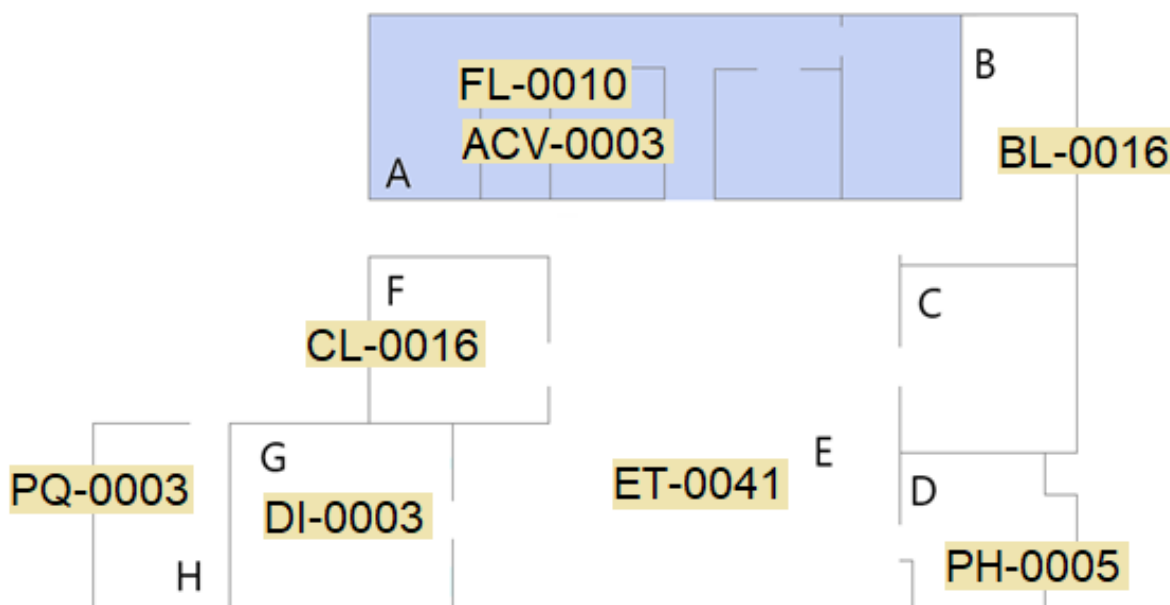 B
FL-0010
ACV-0003
BL-0016
A
F
C
CL-0016
G
E
PQ-0003
ET-0041
D
DI-0003
H
PH-0005